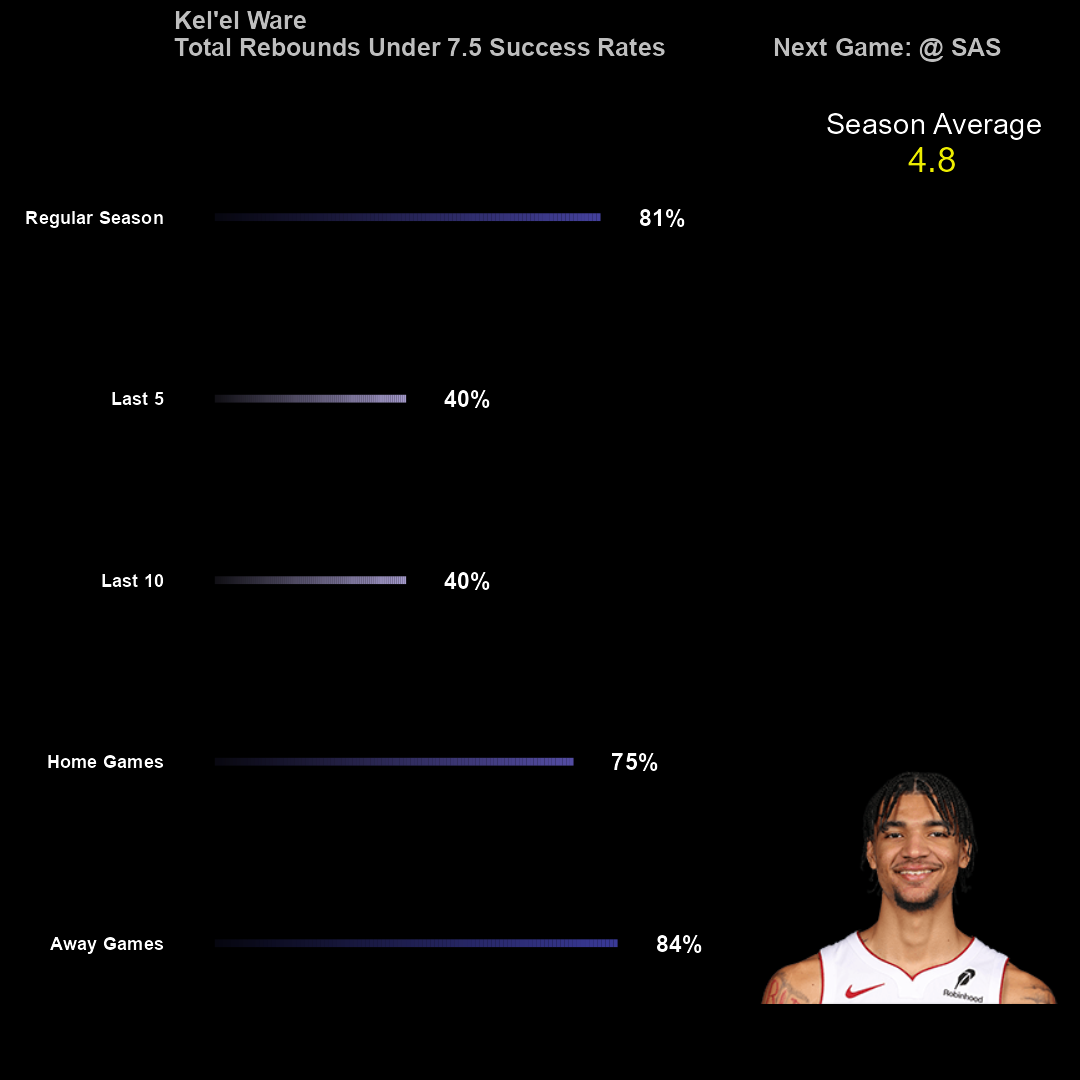 Kel'el Ware
Total Rebounds Under 7.5 Success Rates
Next Game: @ SAS
Season Average
4.8
Regular Season 81%
Last 5 40%
Last 10 40%
Home Games 75%
Away Games 84%
Robinhood